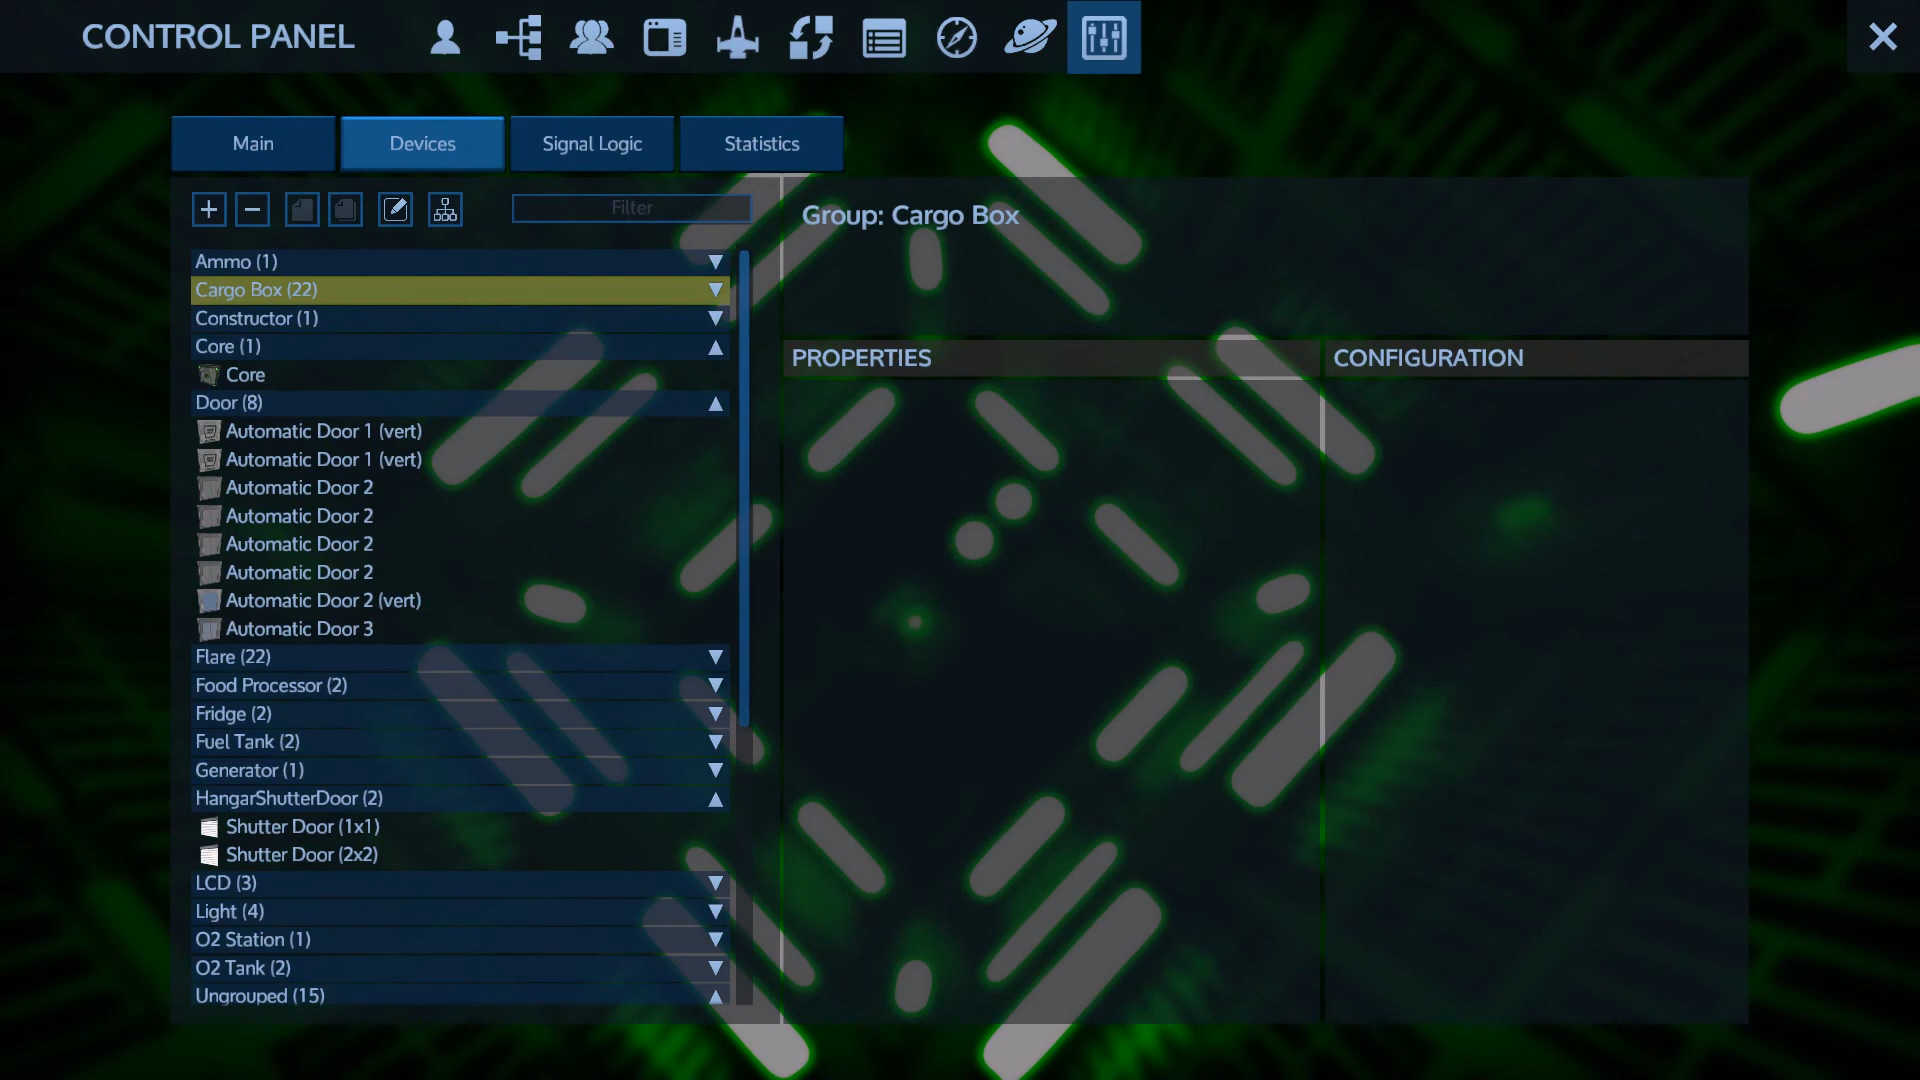 CONTROL PANEL
Main
Devices
Signal Logic
Statistics
Filter
Group: Cargo Box
Ammo (1)
Cargo Box (22)
Constructor (1)
Core (1)
Core
Door (8)
Automatic Door 1 (vert)
Automatic Door 1 (vert)
Automatic Door 2
Automatic Door 2
Automatic Door 2
Automatic Door 2
Automatic Door 2 (vert)
Automatic Door 3
Flare (22)
Food Processor (2)
Fridge (2)
Fuel Tank (2)
Generator (1)
HangarShutterDoor (2)
Shutter Door (1x1)
Shutter Door (2x2)
LCD (3)
Light (4)
O2 Station (1)
O2 Tank (2)
Ungrouped (15)
PROPERTIES
CONFIGURATION